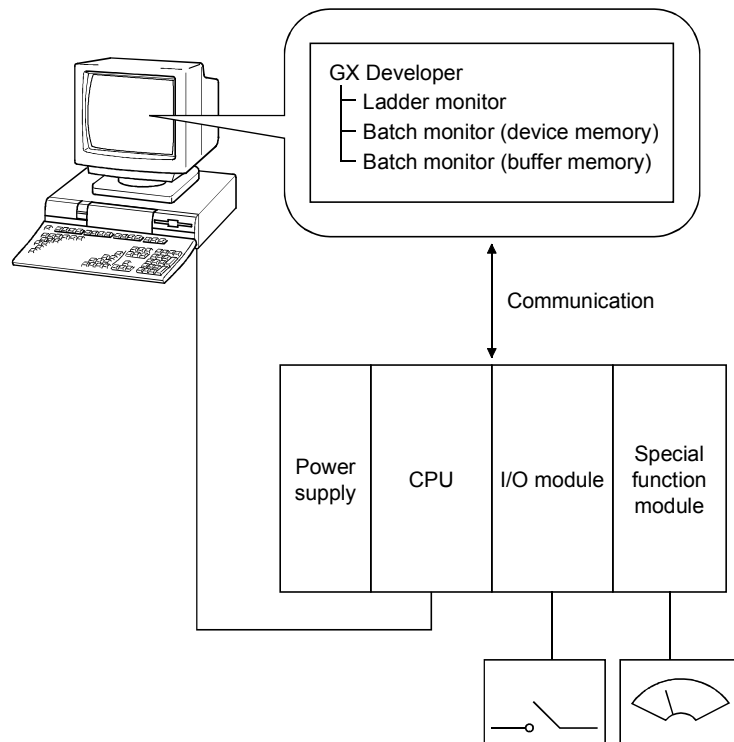 GX Developer
Ladder monitor
Batch monitor (device memory)
Batch monitor (buffer memory)
Communication
Power
supply
CPU
I/O module
Special
function
module